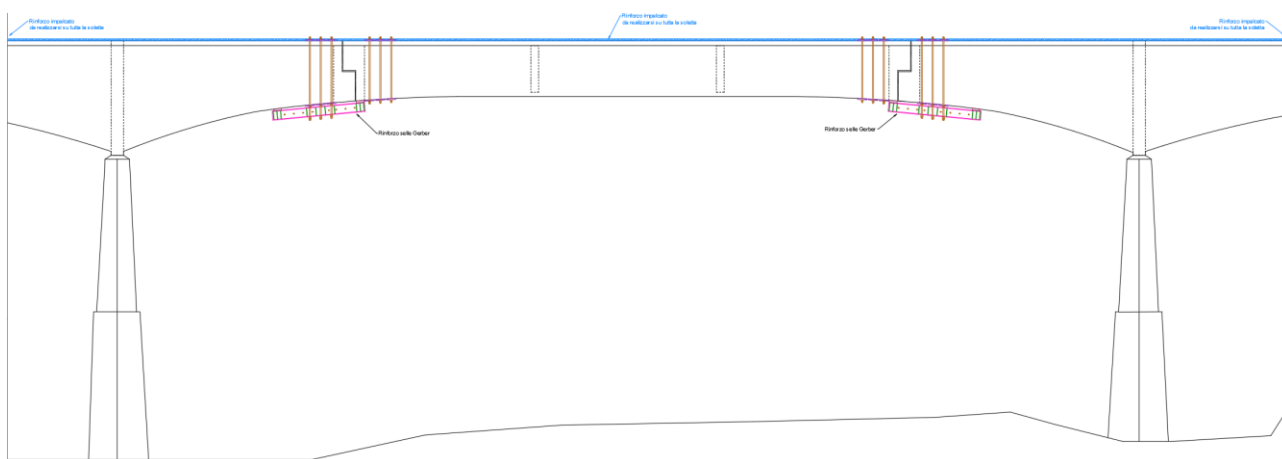 Rinforzo impalcato
da realizzarsi su tutta la soletta
Rinforzo impalcato
da realizzarsi su tutta la soletta
Rinforzo impalcato
da realizzarsi su tutta la soletta
Rinforzo selle Gerber
Rinforzo selle Gerber